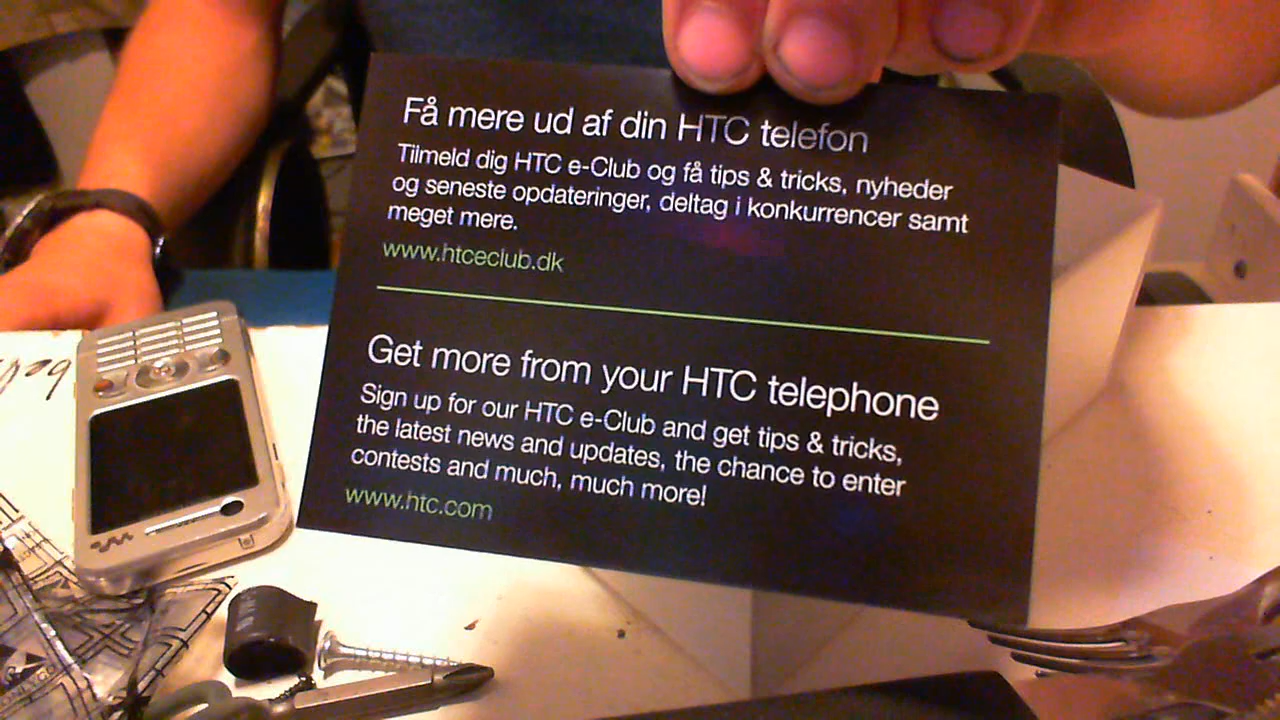 Få mere ud af din HTC telefon
Tilmeld dig HTC e-Club og få tips & tricks, nyheder
og seneste opdateringer, deltag i konkurrencer samt
meget mere.
www.htceclub.dk
Get more from your HTC telephone
Sign up for our HTC e-Club and get tips & tricks,
the latest news and updates, the chance to enter
contests and much, much more!
www.htc.com